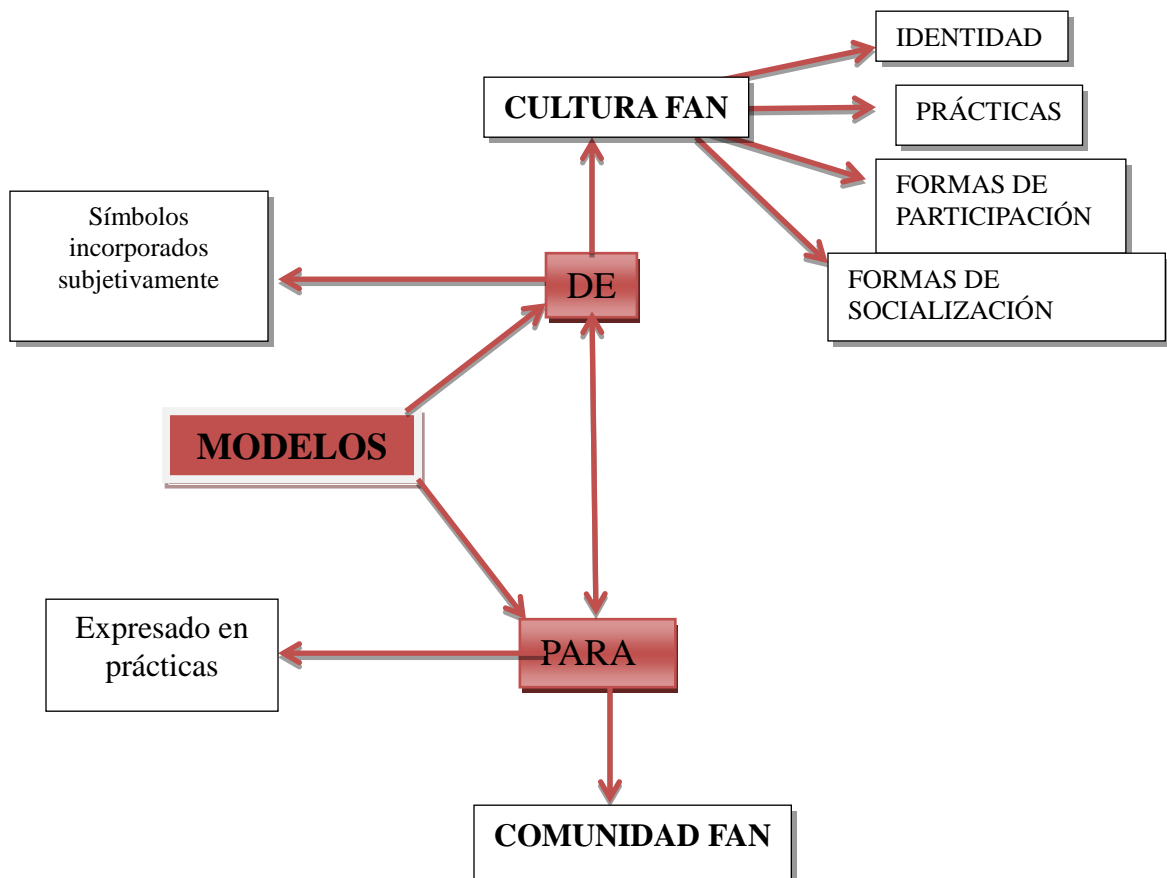 IDENTIDAD
CULTURA FAN
PRÁCTICAS
FORMAS DE
PARTICIPACIÓN
Símbolos
incorporados
subjetivamente
DE
FORMAS DE
SOCIALIZACIÓN
MODELOS
Expresado en
prácticas
PARA
COMUNIDAD FAN